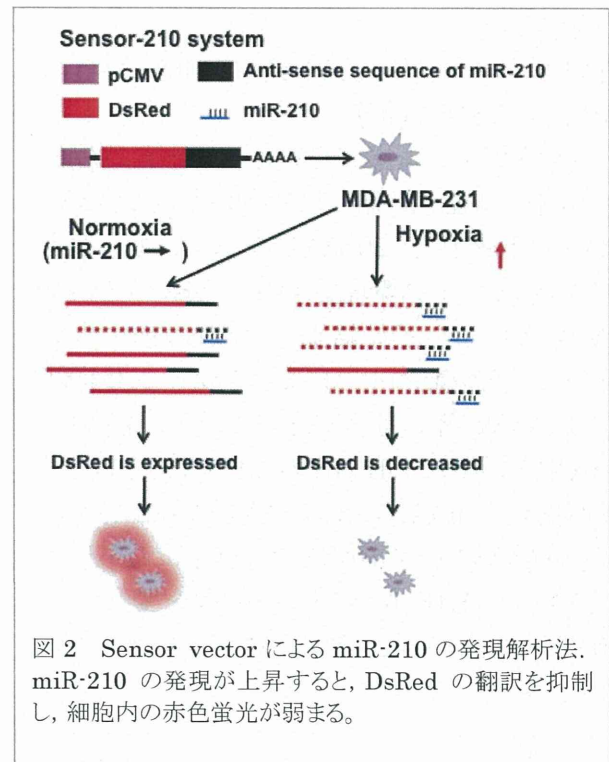 Sensor-210 system
pCMV
Anti-sense sequence of miR-210
DsRed
miR-210
AAAA
MDA-MB-231
Normoxia
(miR-210 → )
Hypoxia ↑
DsRed is expressed
DsRed is decreased
図 2 Sensor vector による miR-210 の発現解析法.
miR-210 の発現が上昇すると, DsRed の翻訳を抑制
し, 細胞内の赤色蛍光が弱まる。